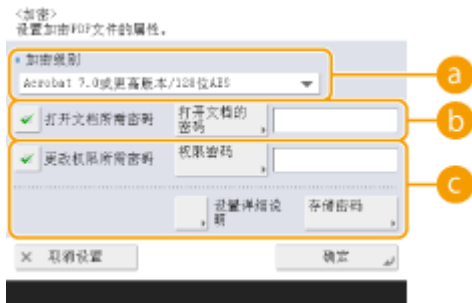 <加密>
设置加密PDF文件的属性。
加密级别
Acrobat 7.0或更高版本/128位AES
a
打开文档所需密码
打开文档的
密码
b
更改权限所需密码
权限密码
c
设置详细说
明
存储密码
取消设置
确定